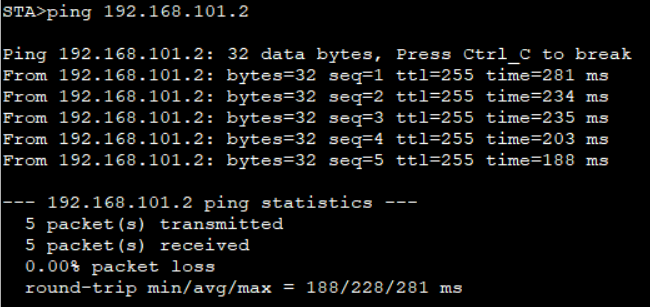 STA>ping 192.168.101.2
Ping 192.168.101.2: 32 data bytes, Press Ctrl_C to break
From 192.168.101.2: bytes=32 seq=1 ttl=255 time=281 ms
From 192.168.101.2: bytes=32 seq=2 ttl=255 time=234 ms
From 192.168.101.2: bytes=32 seq=3 ttl=255 time=235 ms
From 192.168.101.2: bytes=32 seq=4 ttl=255 time=203 ms
From 192.168.101.2: bytes=32 seq=5 ttl=255 time=188 ms
--- 192.168.101.2 ping statistics ---
5 packet(s) transmitted
5 packet(s) received
0.00% packet loss
round-trip min/avg/max = 188/228/281 ms